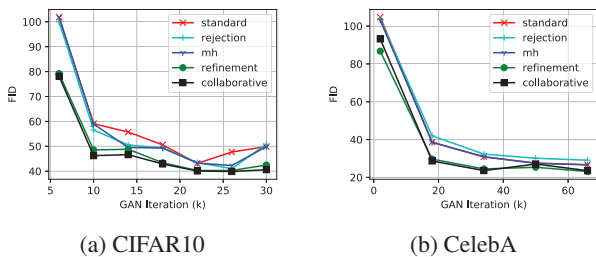 100
90
80
70
60
50
40
FID
5
10
15
20
25
30
GAN Iteration (k)
standard
rejection
mh
refinement
collaborative
(a) CIFAR10
100
80
60
40
20
FID
0
20
40
60
GAN Iteration (k)
standard
rejection
mh
refinement
collaborative
(b) CelebA